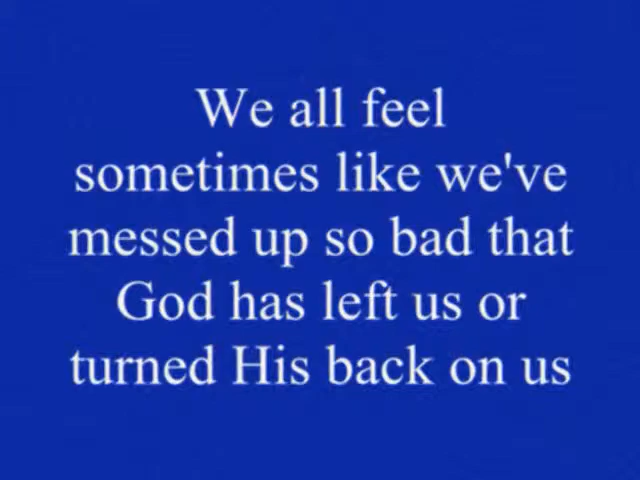 We all feel
sometimes like we've
messed up so bad that
God has left us or
turned His back on us